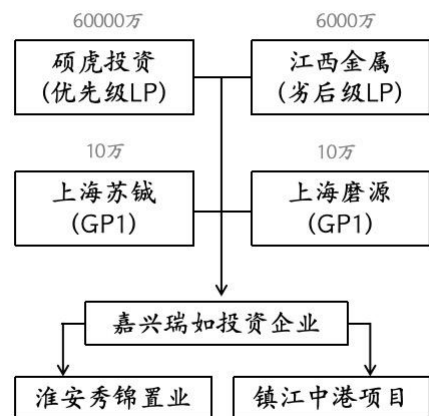 60000万
6000万
硕虎投资
(优先级LP)
江西金属
(劣后级LP)
10万
10万
上海苏铖
(GP1)
上海磨源
(GP1)
嘉兴瑞如投资企业
淮安秀锦置业
镇江中港项目